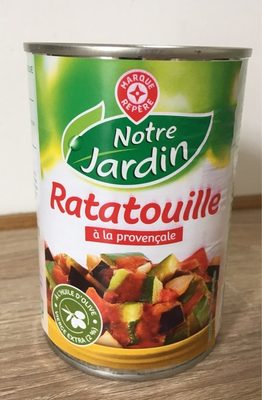 MARQUE
REPÈRE
Notre
Jardin
Ratatouille
à la provençale
À L'HUILE D'OLIVE
VIERGE EXTRA (2%)